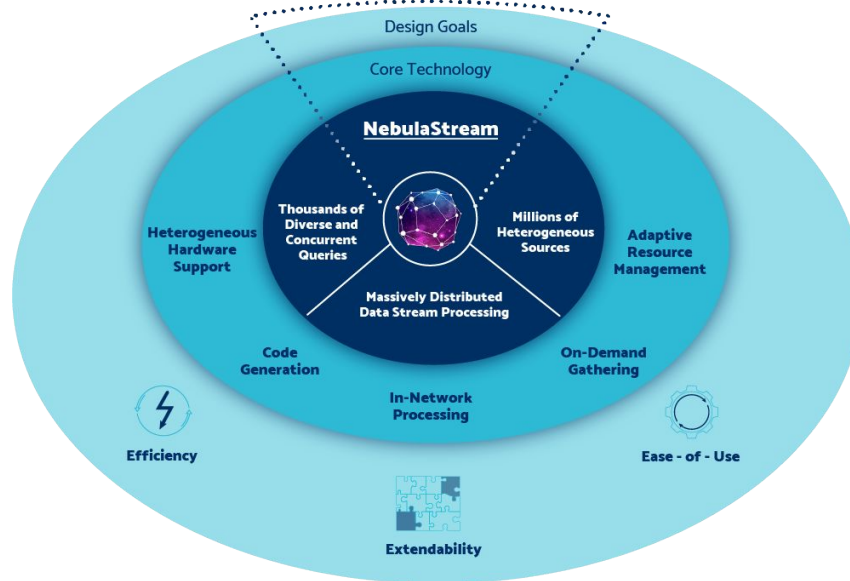 Design Goals
Core Technology
NebulaStream
Thousands of
Diverse and
Concurrent
Queries
Millions of
Heterogeneous
Sources
Massively Distributed
Data Stream Processing
Heterogeneous
Hardware
Support
Adaptive
Resource
Management
Code
Generation
On-Demand
Gathering
In-Network
Processing
Efficiency
Ease - of - Use
Extendability